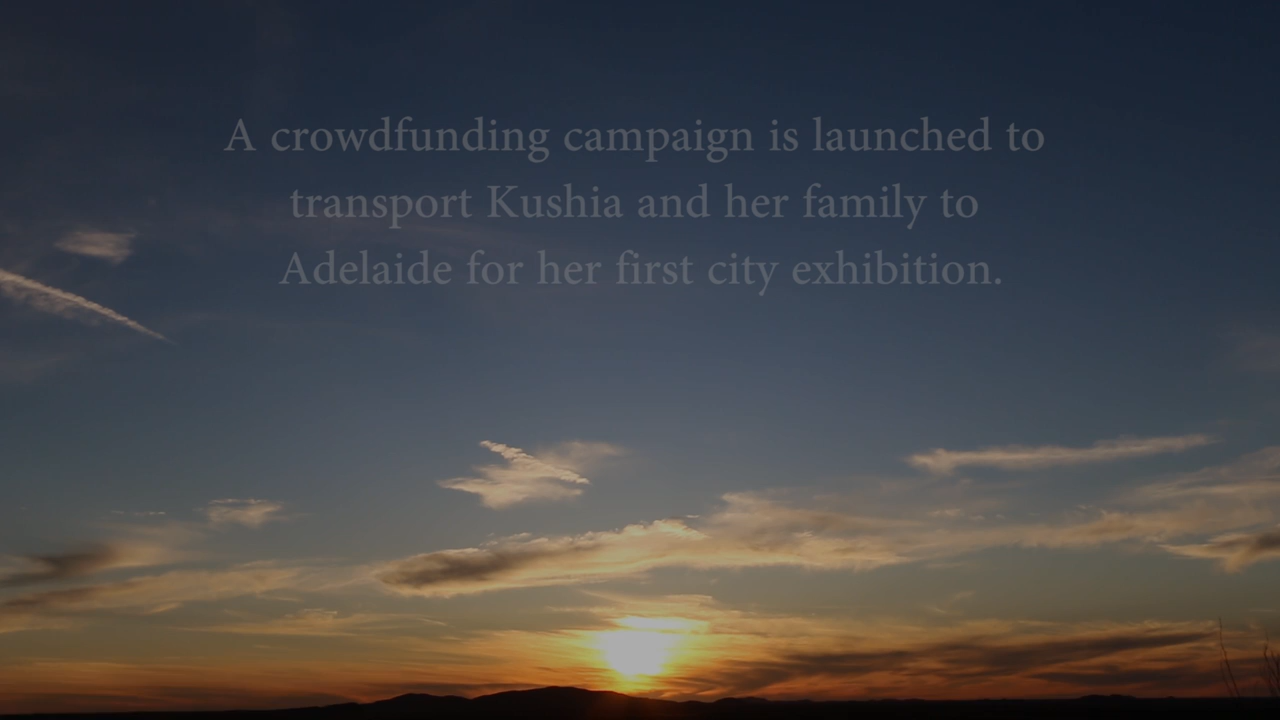 A crowdfunding campaign is launched to
transport Kushia and her family to
Adelaide for her first city exhibition.